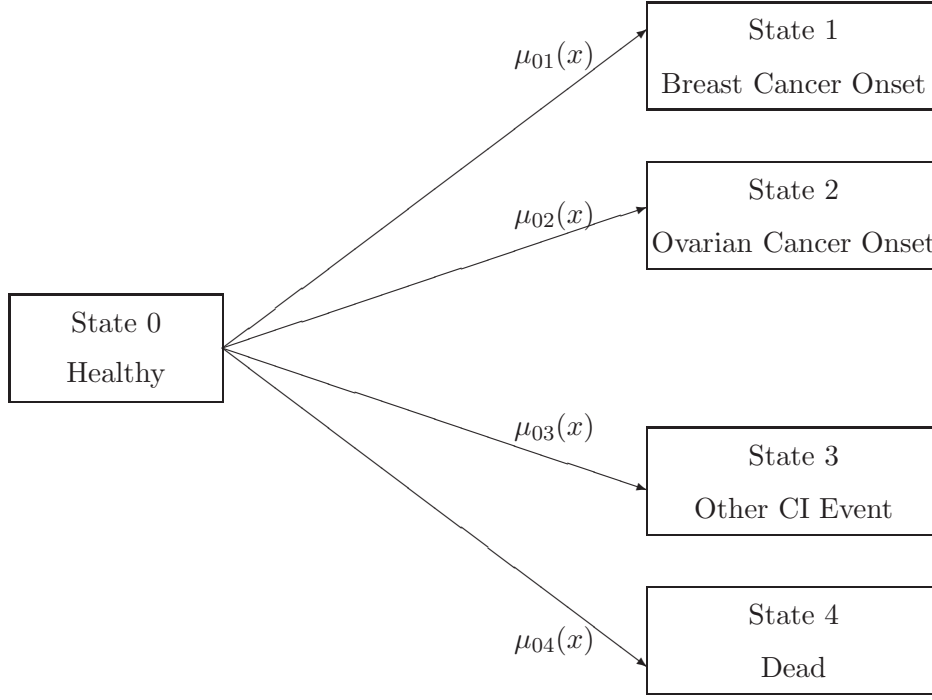 State 1
Breast Cancer Onset
μ01(x)
State 2
Ovarian Cancer Onset
μ02(x)
State 0
Healthy
μ03(x)
State 3
Other CI Event
State 4
Dead
μ04(x)